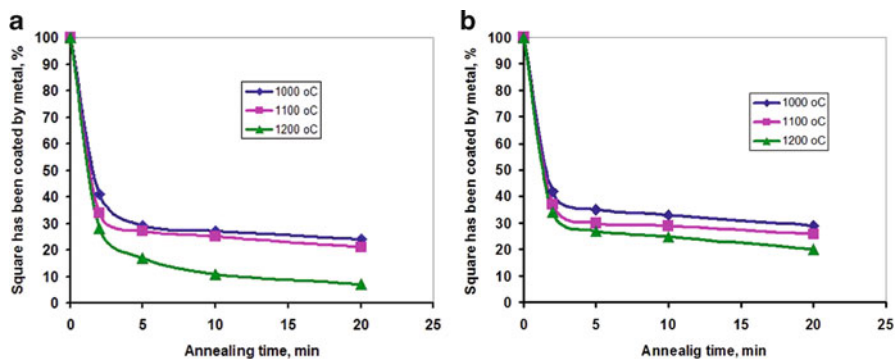 a
Square has been coated by metal, %
100
90
80
70
60
50
40
30
20
10
0
1000 oC
1100 oC
1200 oC
0 5 10 15 20 25
Annealing time, min
b
Square has been coated by metal, %
100
90
80
70
60
50
40
30
20
10
0
1000 oC
1100 oC
1200 oC
0 5 10 15 20 25
Annealig time, min